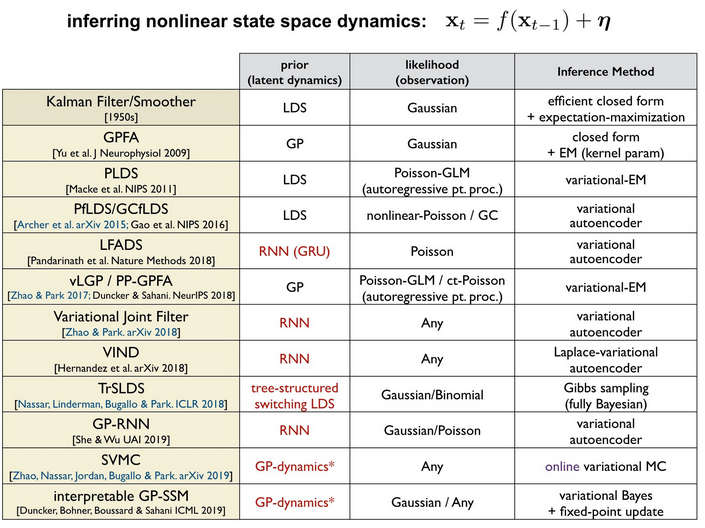 inferring nonlinear state space dynamics: xₜ = f(xₜ₋₁) + η
prior
(latent dynamics)
likelihood
(observation)
Inference Method
Kalman Filter/Smoother
[1950s]
LDS
Gaussian
efficient closed form
+ expectation-maximization
GPFA
[Yu et al. J Neurophysiol 2009]
GP
Gaussian
closed form
+ EM (kernel param)
PLDS
[Macke et al. NIPS 2011]
LDS
Poisson-GLM
(autoregressive pt. proc.)
variational-EM
PfLDS/GCfLDS
[Archer et al. arXiv 2015; Gao et al. NIPS 2016]
LDS
nonlinear-Poisson / GC
variational
autoencoder
LFADS
[Pandarinath et al. Nature Methods 2018]
RNN (GRU)
Poisson
variational
autoencoder
vLGP / PP-GPFA
[Zhao & Park 2017; Duncker & Sahani. NeurIPS 2018]
GP
Poisson-GLM / ct-Poisson
(autoregressive pt. proc.)
variational-EM
Variational Joint Filter
[Zhao & Park. arXiv 2018]
RNN
Any
variational
autoencoder
VIND
[Hernandez et al. arXiv 2018]
RNN
Any
Laplace-variational
autoencoder
TrSLDS
[Nassar, Linderman, Bugallo & Park. ICLR 2018]
tree-structured
switching LDS
Gaussian/Binomial
Gibbs sampling
(fully Bayesian)
GP-RNN
[She & Wu UAI 2019]
RNN
Gaussian/Poisson
variational
autoencoder
SVMC
[Zhao, Nassar, Jordan, Bugallo & Park. arXiv 2019]
GP-dynamics*
Any
online variational MC
interpretable GP-SSM
[Duncker, Bohner, Boussard & Sahani ICML 2019]
GP-dynamics*
Gaussian / Any
variational Bayes
+ fixed-point update